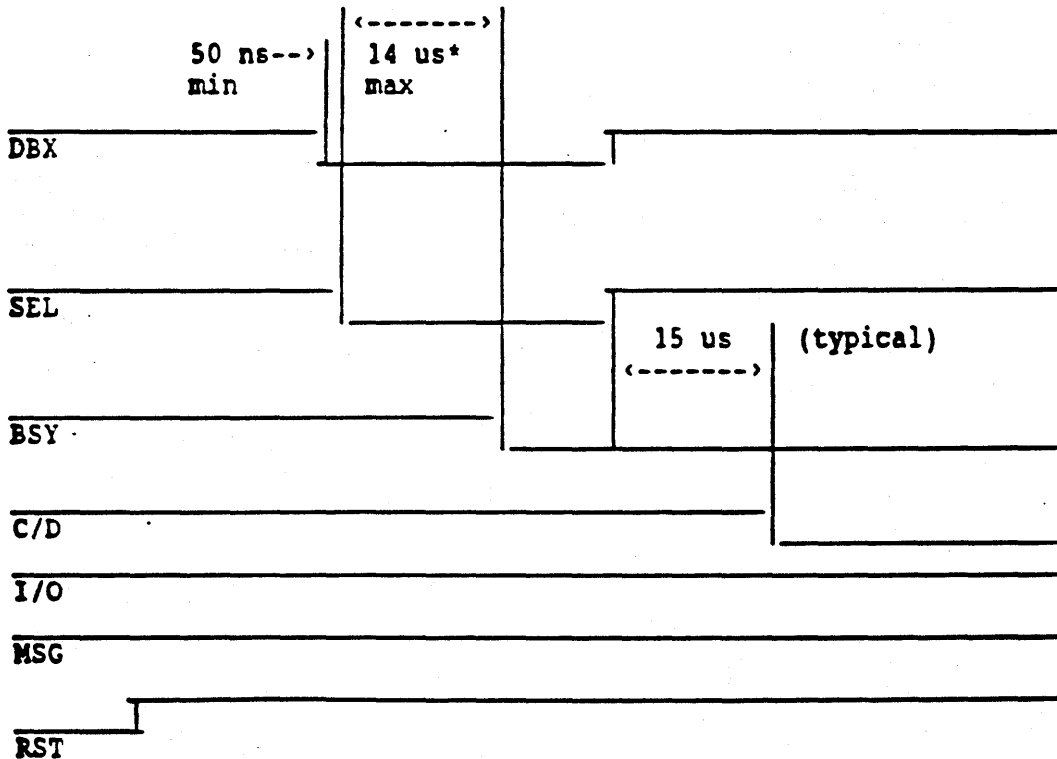 <------->
50 ns--> 14 us*
min max
DBX
SEL
15 us (typical)
<------->
BSY
C/D
I/O
MSG
RST